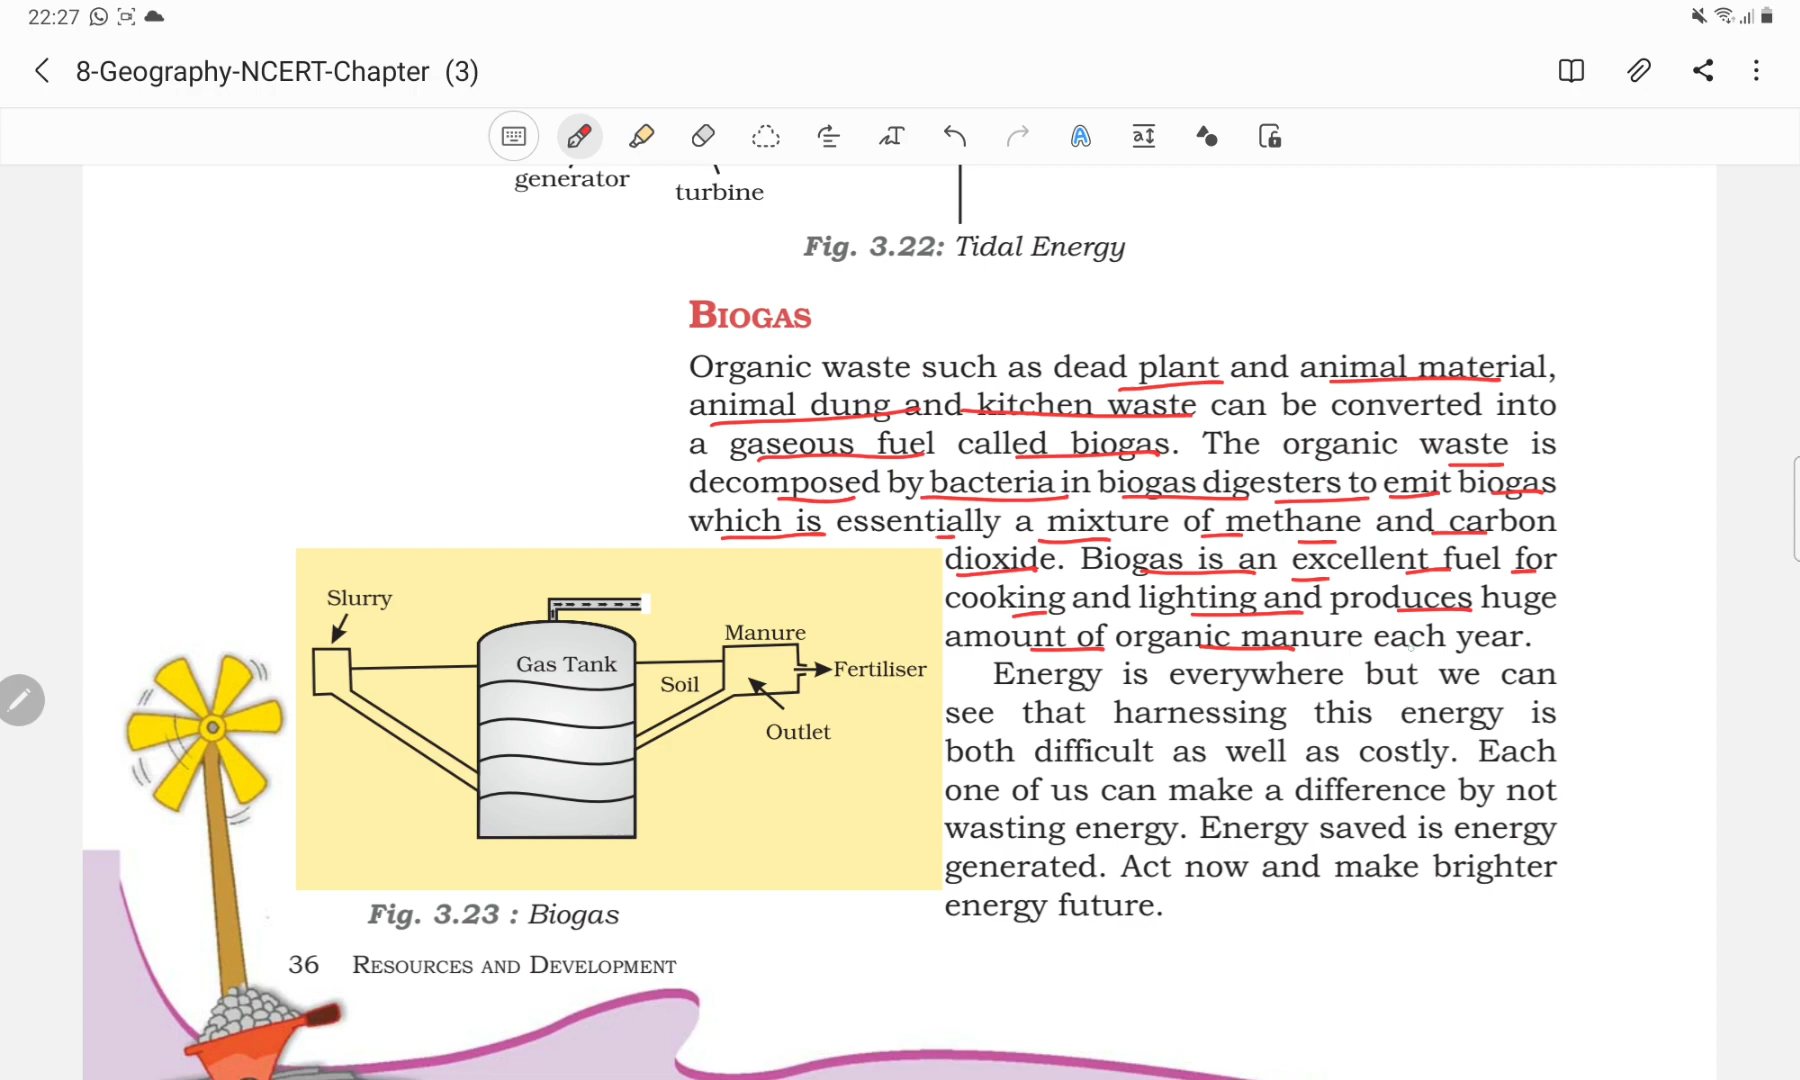 22:27
8-Geography-NCERT-Chapter (3)
generator
turbine
Fig. 3.22: Tidal Energy
BIOGAS
Organic waste such as dead plant and animal material,
animal dung and kitchen waste can be converted into
a gaseous fuel called biogas. The organic waste is
decomposed by bacteria in biogas digesters to emit biogas
which is essentially a mixture of methane and carbon
dioxide. Biogas is an excellent fuel for
cooking and lighting and produces huge
amount of organic manure each year.
Energy is everywhere but we can
see that harnessing this energy is
both difficult as well as costly. Each
one of us can make a difference by not
wasting energy. Energy saved is energy
generated. Act now and make brighter
energy future.
Slurry
Gas Tank
Manure
Soil
Fertiliser
Outlet
Fig. 3.23 : Biogas
36 RESOURCES AND DEVELOPMENT